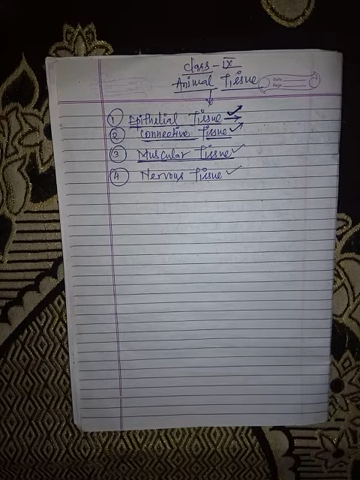 Class - IX
Animal Tissue
1 Epithelial Tissue
2 Connective Tissue
3 Muscular Tissue
4 Nervous Tissue